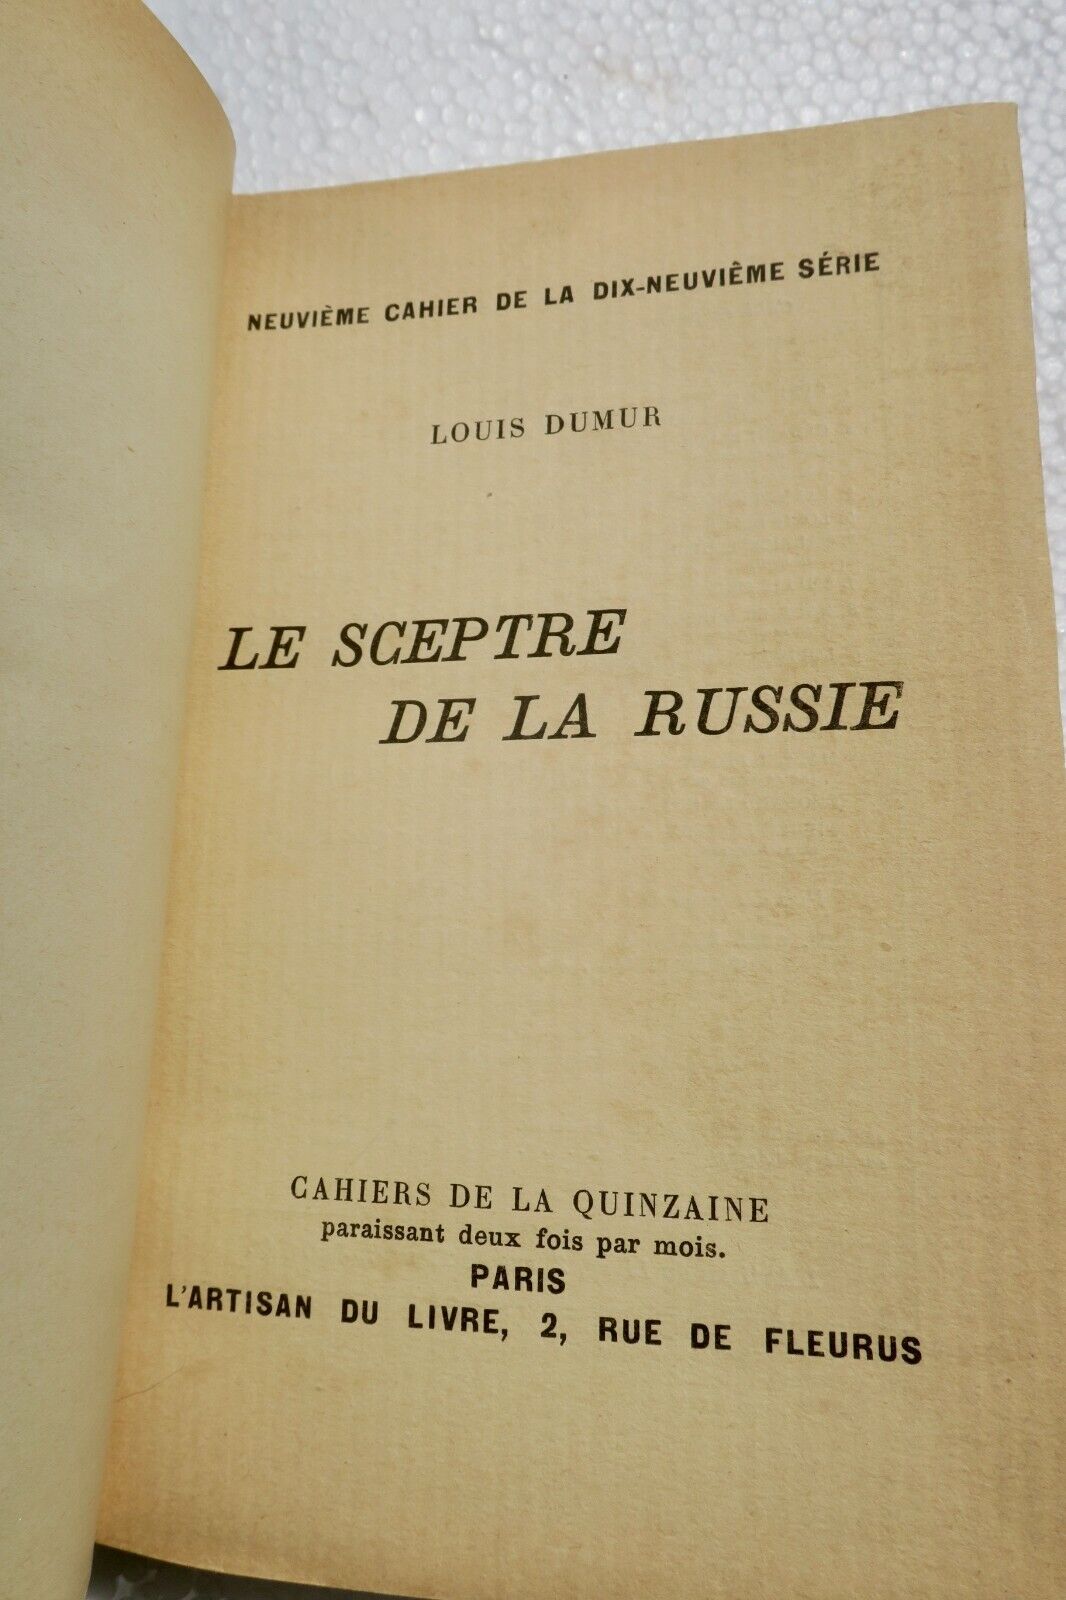 NEUVIÈME CAHIER DE LA DIX-NEUVIÈME SÉRIE
LOUIS DUMUR
LE SCEPTRE
DE LA RUSSIE
CAHIERS DE LA QUINZAINE
paraissant deux fois par mois.
PARIS
L'ARTISAN DU LIVRE, 2, RUE DE FLEURUS